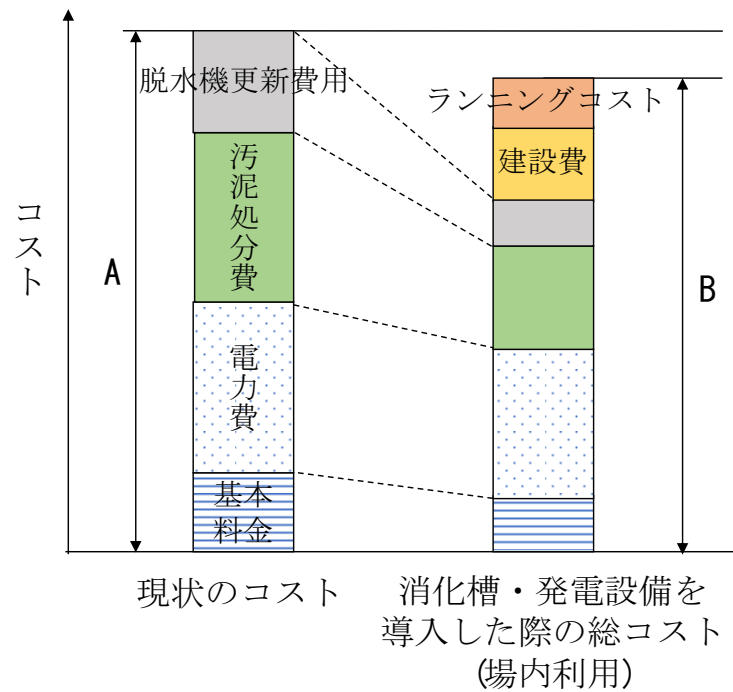 コスト
A
脱水機更新費用
汚泥処分費
電力費
基本
料金
ランニングコスト
建設費
B
現状のコスト
消化槽・発電設備を
導入した際の総コスト
(場内利用)